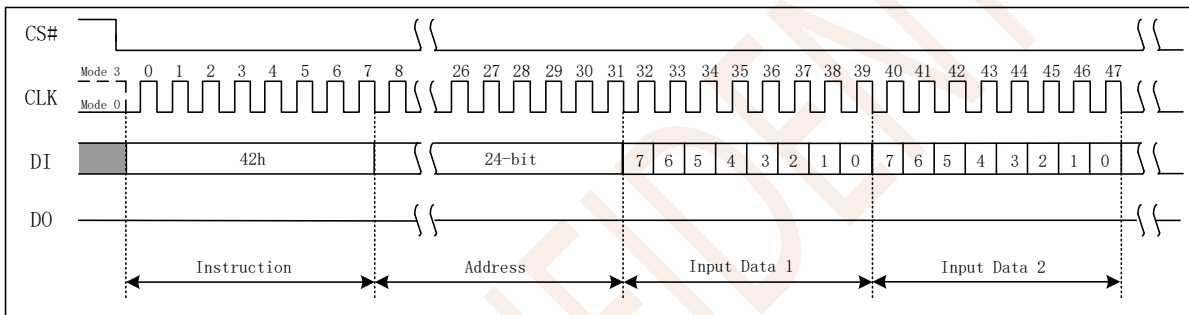 CS#
Mode 3 0 1 2 3 4 5 6 7 8 26 27 28 29 30 31 32 33 34 35 36 37 38 39 40 41 42 43 44 45 46 47
CLK
Mode 0
DI 42h 24-bit 7 6 5 4 3 2 1 0 7 6 5 4 3 2 1 0
DO
Instruction Address Input Data 1 Input Data 2